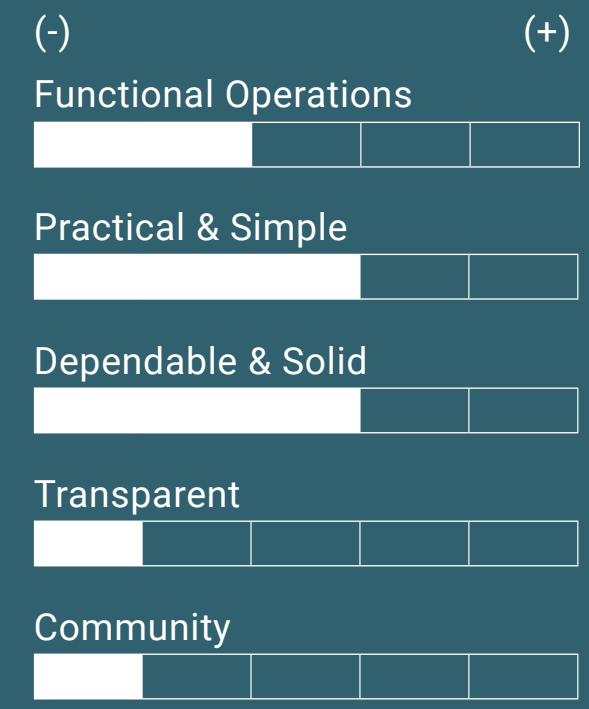 (-) (+)
Functional Operations
Practical & Simple
Dependable & Solid
Transparent
Community